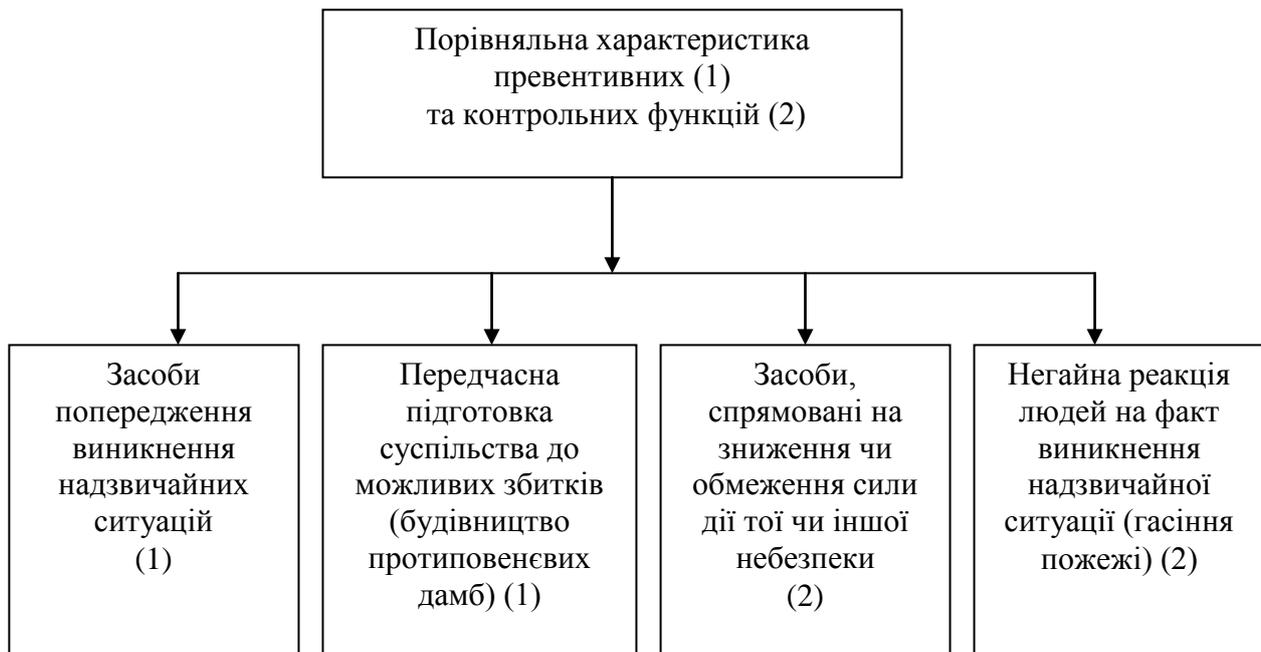 Порівняльна характеристика
превентивних (1)
та контрольних функцій (2)
Засоби
попередження
виникнення
надзвичайних
ситуацій
(1)
Передчасна
підготовка
суспільства до
можливих збитків
(будівництво
протиповенєвих
дамб) (1)
Засоби,
спрямовані на
зниження чи
обмеження сили
дії тої чи іншої
небезпеки
(2)
Негайна реакція
людей на факт
виникнення
надзвичайної
ситуації (гасіння
пожежі) (2)